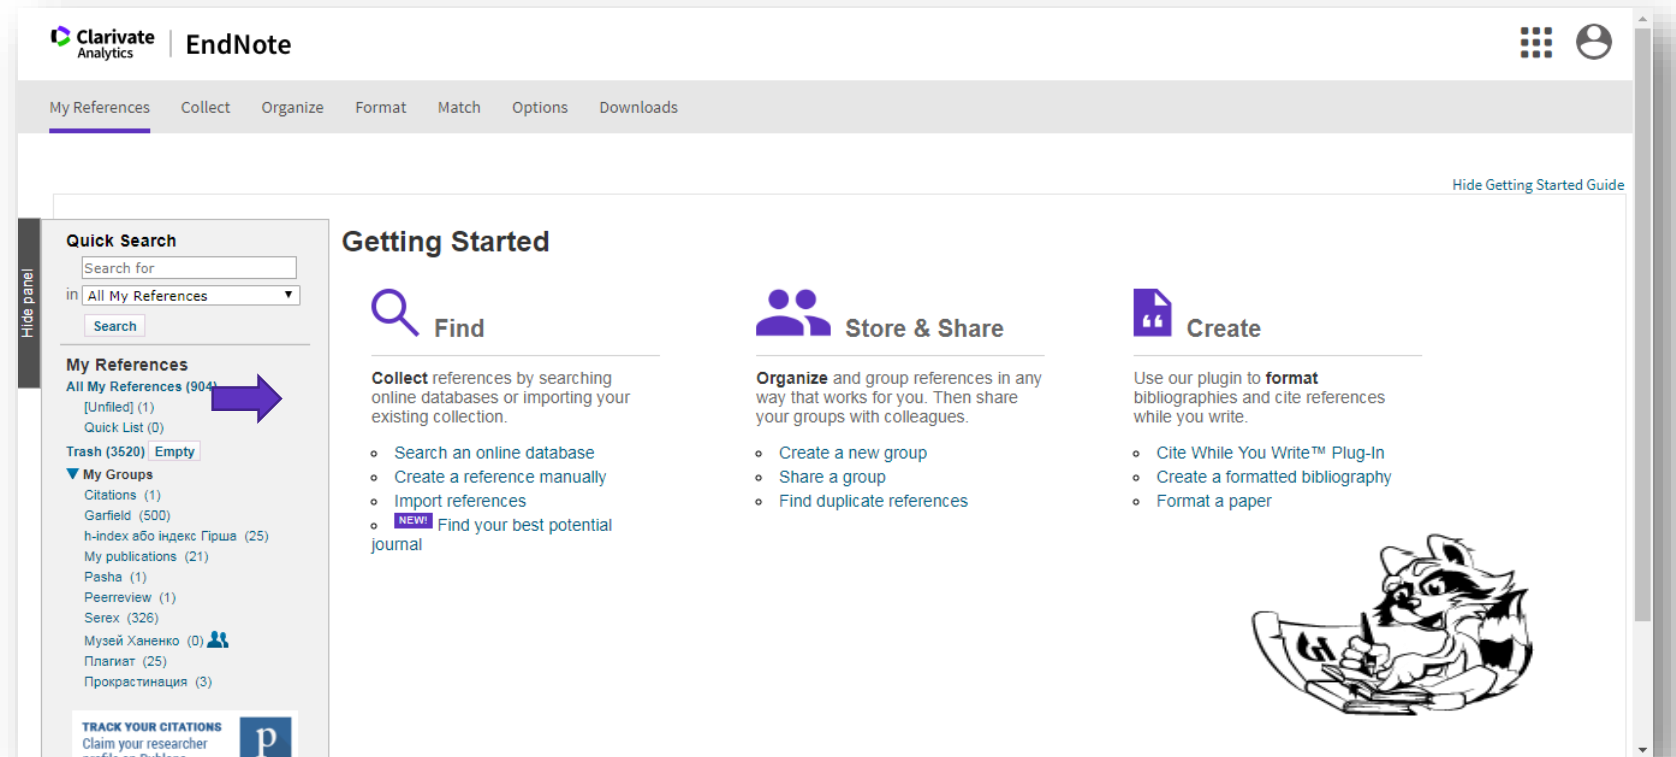 Clarivate
Analytics
EndNote
My References Collect Organize Format Match Options Downloads
Hide Getting Started Guide
Hide panel
Quick Search
Search for
in All My References
Search
My References
All My References (904)
[Unfiled] (1)
Quick List (0)
Trash (3520) Empty
My Groups
Citations (1)
Garfield (500)
h-index або індекс Гірша (25)
My publications (21)
Pasha (1)
Peerreview (1)
Serex (326)
Музей Ханенко (0)
Плагиат (25)
Прокрастинация (3)
TRACK YOUR CITATIONS
Claim your researcher
profile on Publons
p
Getting Started
Find
Collect references by searching
online databases or importing your
existing collection.
Search an online database
Create a reference manually
Import references
NEW! Find your best potential
journal
Store & Share
Organize and group references in any
way that works for you. Then share
your groups with colleagues.
Create a new group
Share a group
Find duplicate references
Create
Use our plugin to format
bibliographies and cite references
while you write.
Cite While You Write™ Plug-In
Create a formatted bibliography
Format a paper